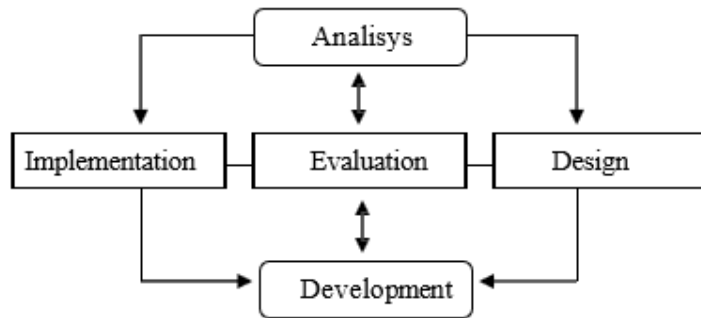 Analisys
Implementation
Evaluation
Design
Development